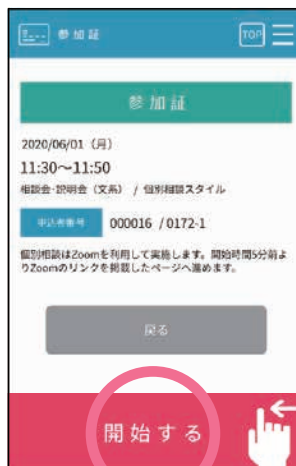 参加証
TOP
参加証
2020/06/01（月）
11:30～11:50
相談会・説明会（文系） / 個別相談スタイル
申込者番号 000016 / 0172-1
個別相談はZoomを利用して実施します。開始時間5分前よ
りZoomのリンクを掲載したページへ進めます。
戻る
開始する